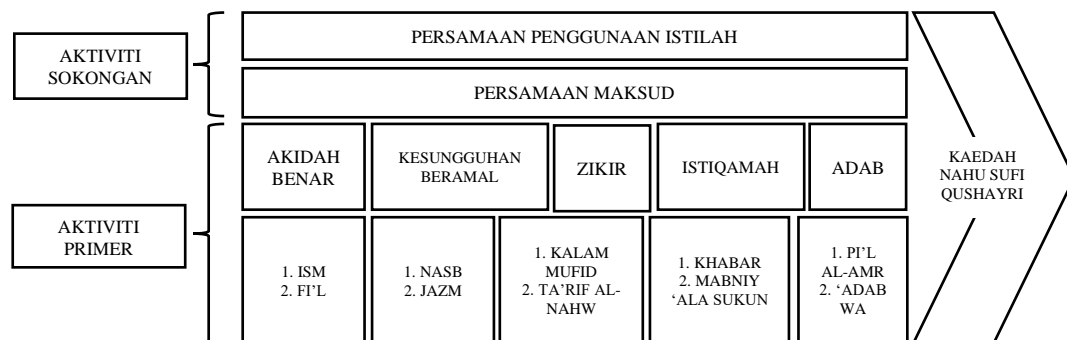 AKTIVITI
SOKONGAN
PERSAMAAN PENGGUNAAN ISTILAH
PERSAMAAN MAKSUD
AKTIVITI
PRIMER
AKIDAH
BENAR
KESUNGGUHAN
BERAMAL
ZIKIR
ISTIQAMAH
ADAB
1. ISM
2. FI’L
1. NASB
2. JAZM
1. KALAM
MUFID
2. TA’RIF AL-
NAHW
1. KHABAR
2. MABNIY
‘ALA SUKUN
1. PI’L
AL-AMR
2. ‘ADAB
WA
KAEDAH
NAHU SUFI
QUSHAYRI